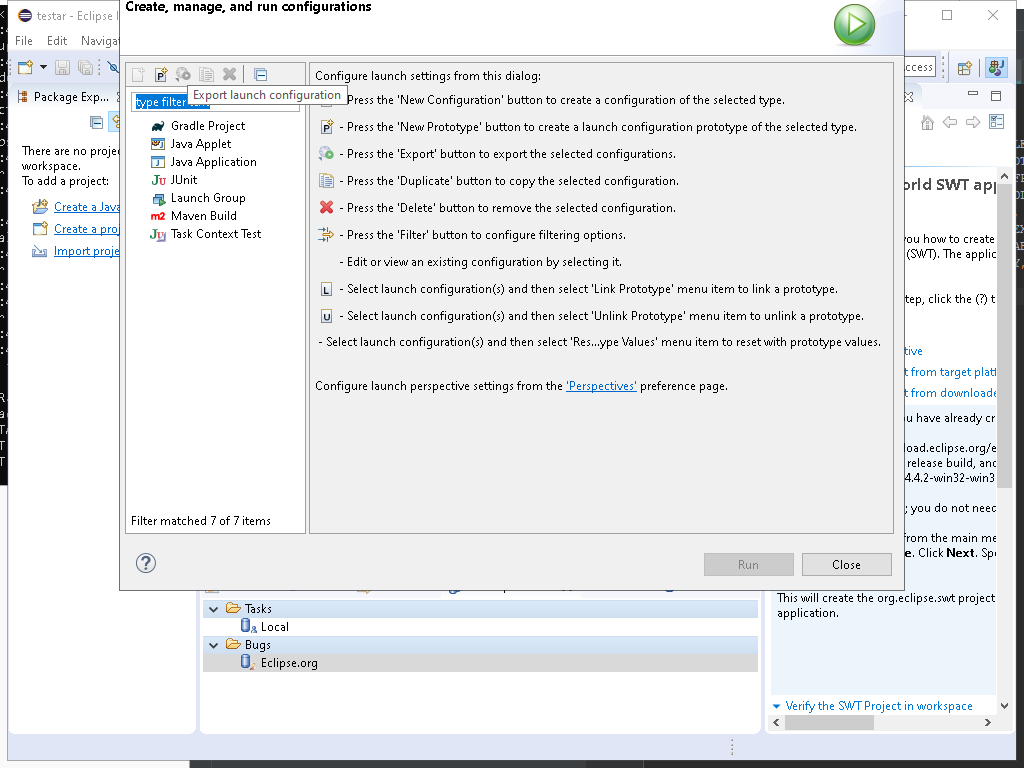 Create, manage, and run configurations
testar - Eclipse
File Edit Navigat
Package Exp...
There are no proje
workspace.
To add a project:
Create a Java
Create a proj
Import proje
Export launch configuration
type filter
Gradle Project
Java Applet
Java Application
JUnit
Launch Group
Maven Build
Task Context Test
Filter matched 7 of 7 items
Configure launch settings from this dialog:
Press the 'New Configuration' button to create a configuration of the selected type.
- Press the 'New Prototype' button to create a launch configuration prototype of the selected type.
- Press the 'Export' button to export the selected configurations.
- Press the 'Duplicate' button to copy the selected configuration.
- Press the 'Delete' button to remove the selected configuration.
- Press the 'Filter' button to configure filtering options.
- Edit or view an existing configuration by selecting it.
- Select launch configuration(s) and then select 'Link Prototype' menu item to link a prototype.
- Select launch configuration(s) and then select 'Unlink Prototype' menu item to unlink a prototype.
- Select launch configuration(s) and then select 'Res...ype Values' menu item to reset with prototype values.
Configure launch perspective settings from the 'Perspectives' preference page.
Run
Close
Tasks
Local
Bugs
Eclipse.org
cess
orld SWT app
you how to create
(SWT). The applic
tep, click the (?) t
tive
t from target platf
t from downloade
ou have already cr
load.eclipse.org/e
release build, and
4.4.2-win32-win3
; you do not need
from the main me
e. Click Next. Spe
This will create the org.eclipse.swt project
application.
Verify the SWT Project in workspace